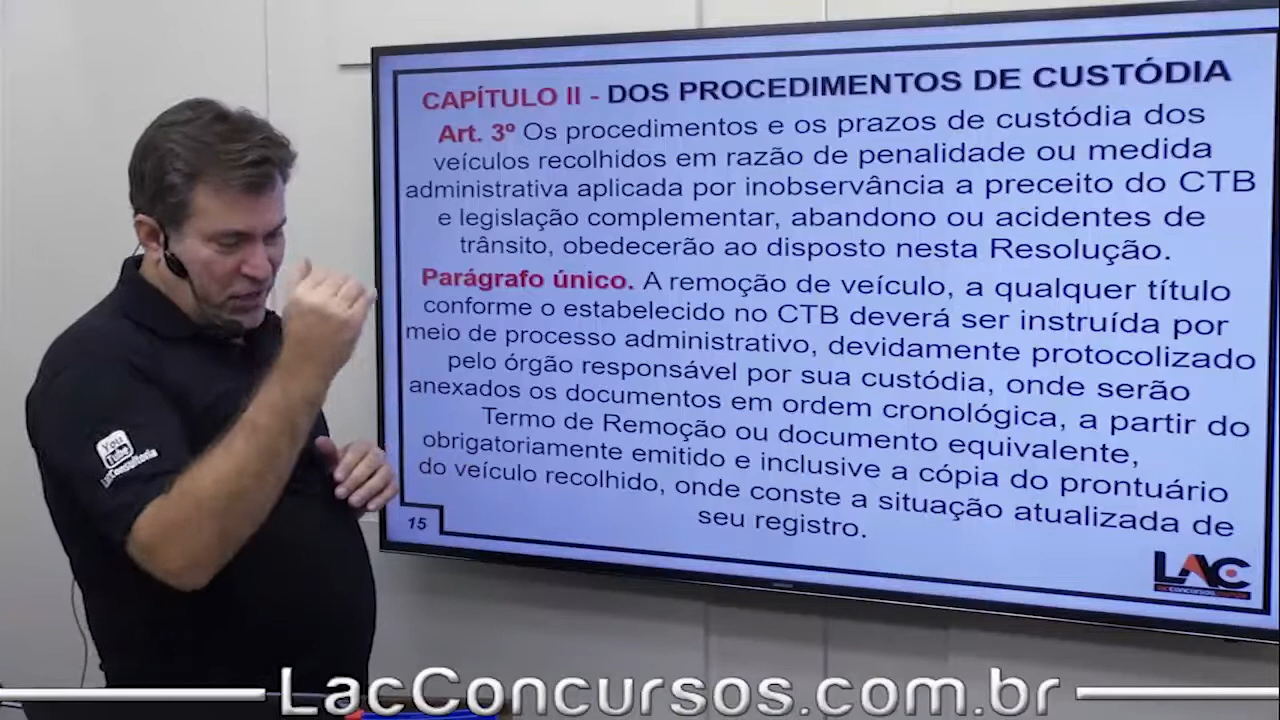 CAPÍTULO II - DOS PROCEDIMENTOS DE CUSTÓDIA
Art. 3º Os procedimentos e os prazos de custódia dos
veículos recolhidos em razão de penalidade ou medida
administrativa aplicada por inobservância a preceito do CTB
e legislação complementar, abandono ou acidentes de
trânsito, obedecerão ao disposto nesta Resolução.
Parágrafo único. A remoção de veículo, a qualquer título
conforme o estabelecido no CTB deverá ser instruída por
meio de processo administrativo, devidamente protocolizado
pelo órgão responsável por sua custódia, onde serão
anexados os documentos em ordem cronológica, a partir do
Termo de Remoção ou documento equivalente,
obrigatoriamente emitido e inclusive a cópia do prontuário
do veículo recolhido, onde conste a situação atualizada de
seu registro.
15
LAC
You
Tube
LacConsultoria
LacConcursos.com.br